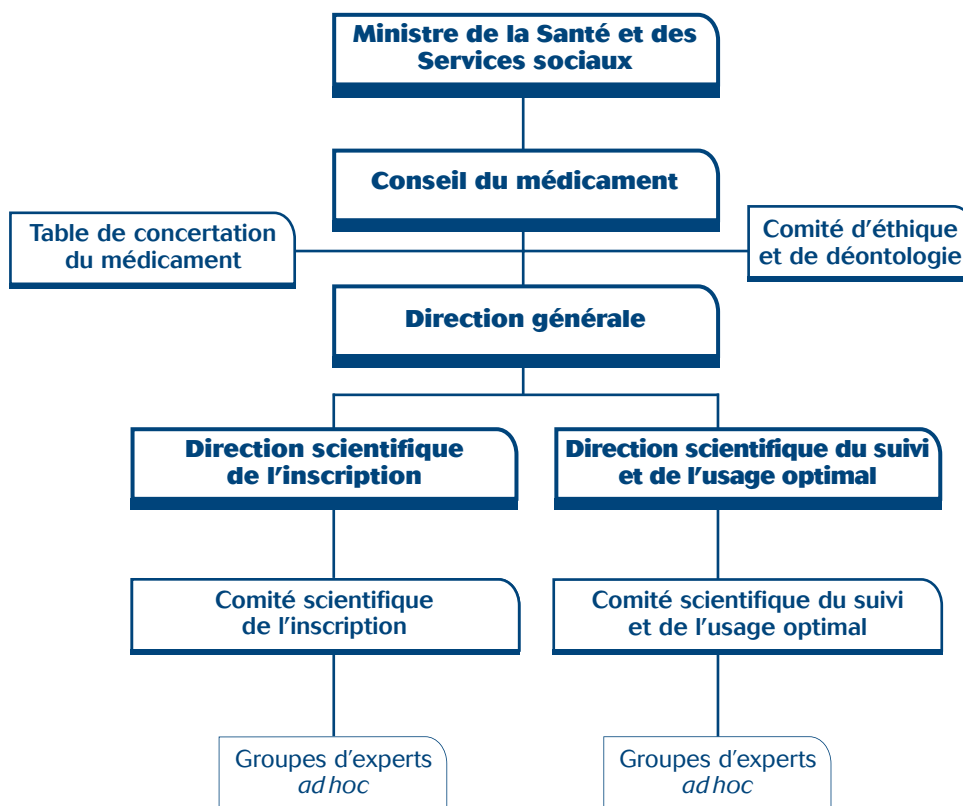 Ministre de la Santé et des
Services sociaux
Conseil du médicament
Table de concertation
du médicament
Comité d'éthique
et de déontologie
Direction générale
Direction scientifique
de l'inscription
Direction scientifique du suivi
et de l'usage optimal
Comité scientifique
de l'inscription
Comité scientifique du suivi
et de l'usage optimal
Groupes d'experts
ad hoc
Groupes d'experts
ad hoc